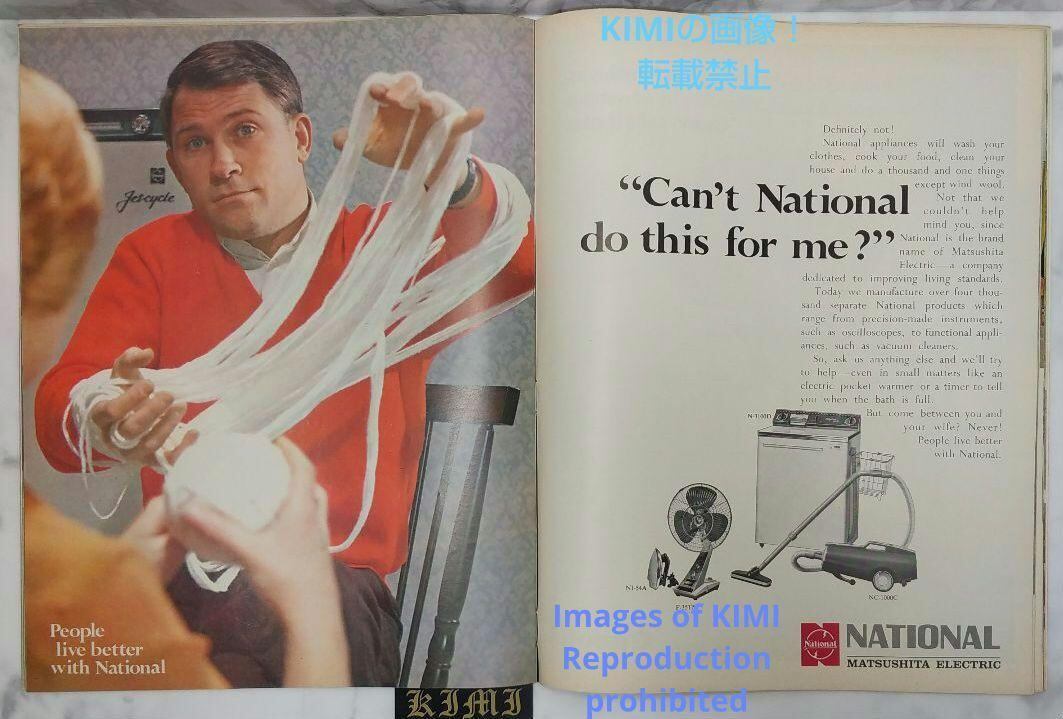 KIMIの画像！
転載禁止
Jet-cycle
People
live better
with National
"Can't National
do this for me?"
Definitely not!
National appliances will wash your
clothes, cook your food, clean your
house and do a thousand and one things
except wind wool.
Not that we
couldn't help
mind you, since
National is the brand
name of Matsushita
Electric—a company
dedicated to improving living standards.
Today we manufacture over four thou-
sand separate National products which
range from precision-made instruments,
such as oscilloscopes, to functional appli-
ances, such as vacuum cleaners.
So, ask us anything else and we'll try
to help—even in small matters like an
electric pocket warmer or a timer to tell
you when the bath is full.
But come between you and
your wife? Never!
People live better
with National.
NI-54A
NC-1000C
National
NATIONAL
MATSUSHITA ELECTRIC
Images of KIMI
Reproduction
prohibited
KIMI